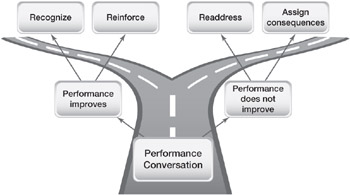 Recognize
Reinforce
Readdress
Assign
consequences
Performance
improves
Performance
does not
improve
Performance
Conversation